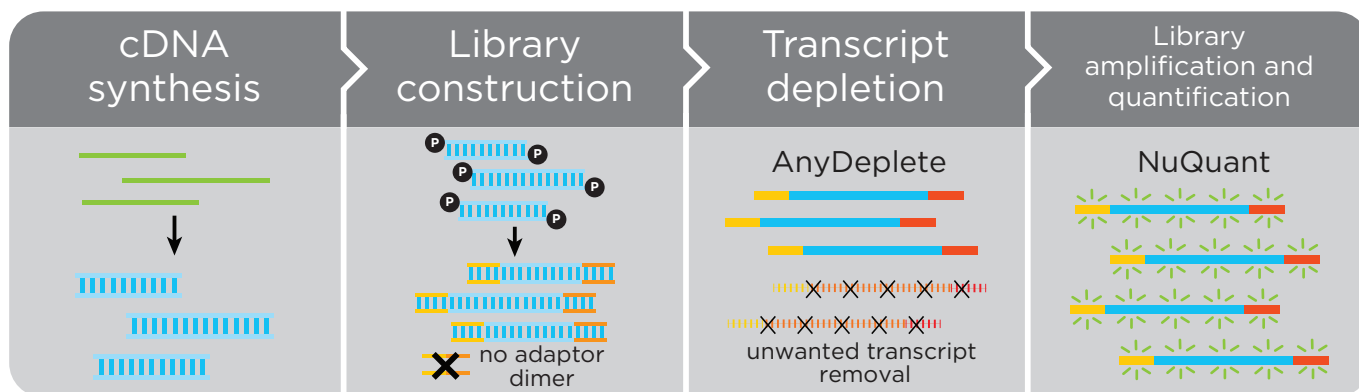 cDNA
synthesis
Library
construction
Transcript
depletion
Library
amplification and
quantification
P
P
P
P
P
P
no adaptor
dimer
AnyDeplete
unwanted transcript
removal
NuQuant